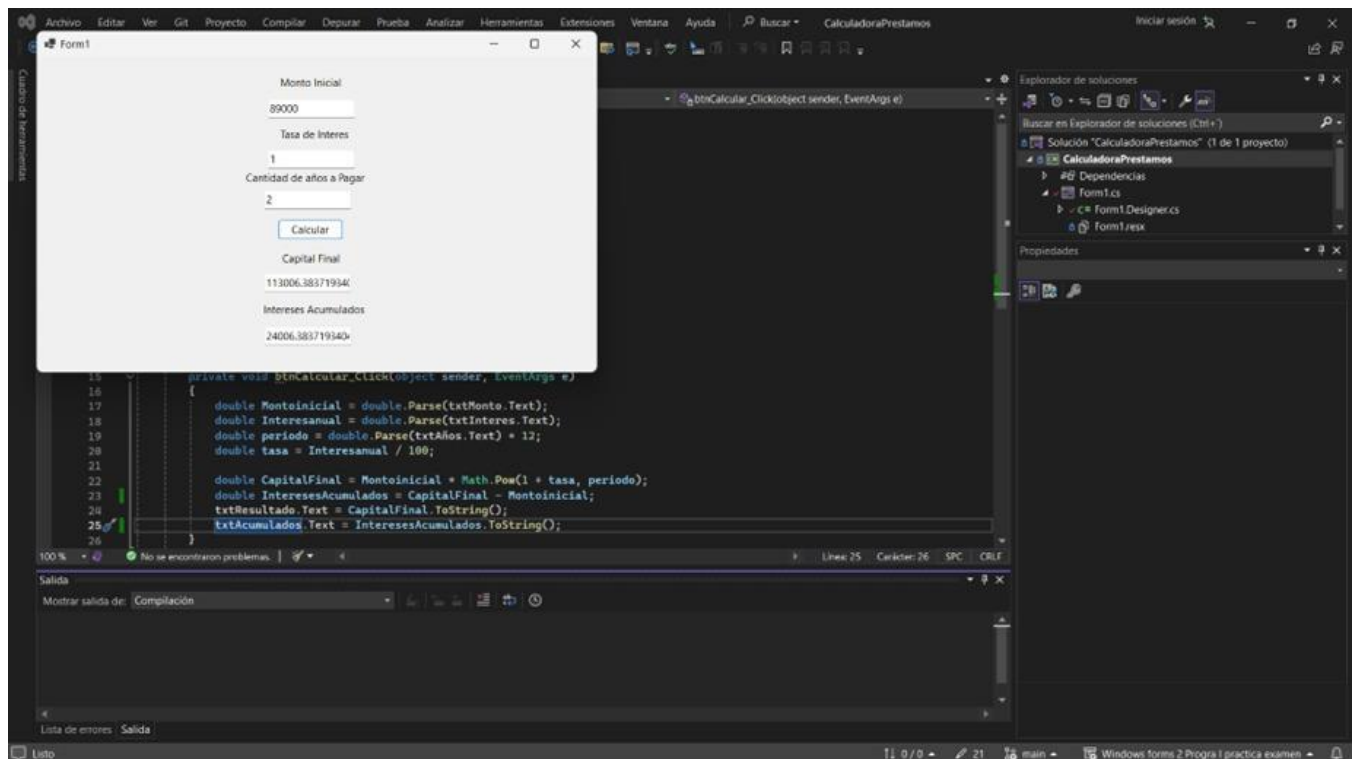 Archivo Editar Ver Git Proyecto Compilar Depurar Prueba Analizar Herramientas Extensiones Ventana Ayuda Buscar CalculadoraPrestamos Iniciar sesión
Form1
Cuadro de herramientas
Monto Inicial
89000
Tasa de Interes
1
Cantidad de años a Pagar
2
Calcular
Capital Final
113006.383719340
Intereses Acumulados
24006.383719340
btnCalcular_Click(object sender, EventArgs e)
Explorador de soluciones
Buscar en Explorador de soluciones (Ctrl+')
Solución "CalculadoraPrestamos" (1 de 1 proyecto)
CalculadoraPrestamos
Dependencias
Form1.cs
C# Form1.Designer.cs
Form1.resx
Propiedades
15 private void btnCalcular_Click(object sender, EventArgs e)
16 {
17 double Montoinicial = double.Parse(txtMonto.Text);
18 double Interesanual = double.Parse(txtInteres.Text);
19 double periodo = double.Parse(txtAños.Text) * 12;
20 double tasa = Interesanual / 100;
21
22 double CapitalFinal = Montoinicial * Math.Pow(1 + tasa, periodo);
23 double InteresesAcumulados = CapitalFinal - Montoinicial;
24 txtResultado.Text = CapitalFinal.ToString();
25 txtAcumulados.Text = InteresesAcumulados.ToString();
26 }
100 % No se encontraron problemas. Línea: 25 Carácter: 26 SPC CRLF
Salida
Mostrar salida de: Compilación
Lista de errores Salida
Listo 0/0 21 main Windows forms 2 Progra I practica examen